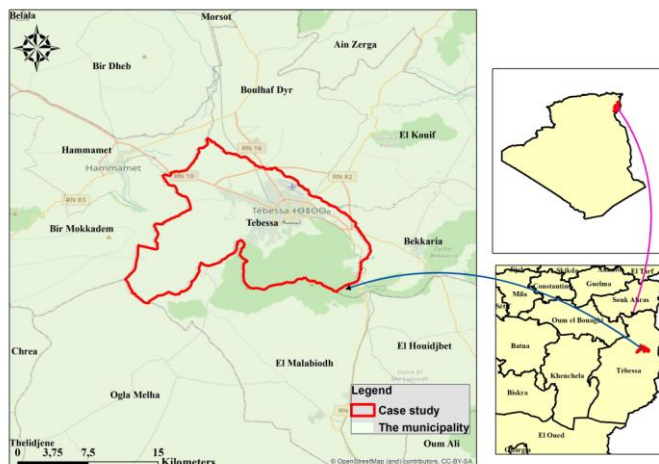 Belala
Morsot
Ain Zerga
Bir Dheb
Boulhaf Dyr
El Kouif
Hammamet
Hammamet
RN 16
RN 10
RN 82
RN 83
Tébessa
تبسة
Tebessa
Bir Mokkadem
Bekkaria
El Malabiodh
El Houidjbet
Chrea
Ogla Melha
Legend
Case study
The municipality
Thelidjene
0 3,75 7,5 15
Kilometers
Oum Ali
© OpenStreetMap (and) contributors, CC-BY-SA
Skikda
El Tarf
Constantine
Guelma
Mila
Souk Ahras
Oum el Bouaghi
Batna
Khenchela
Tébessa
Biskra
El Oued